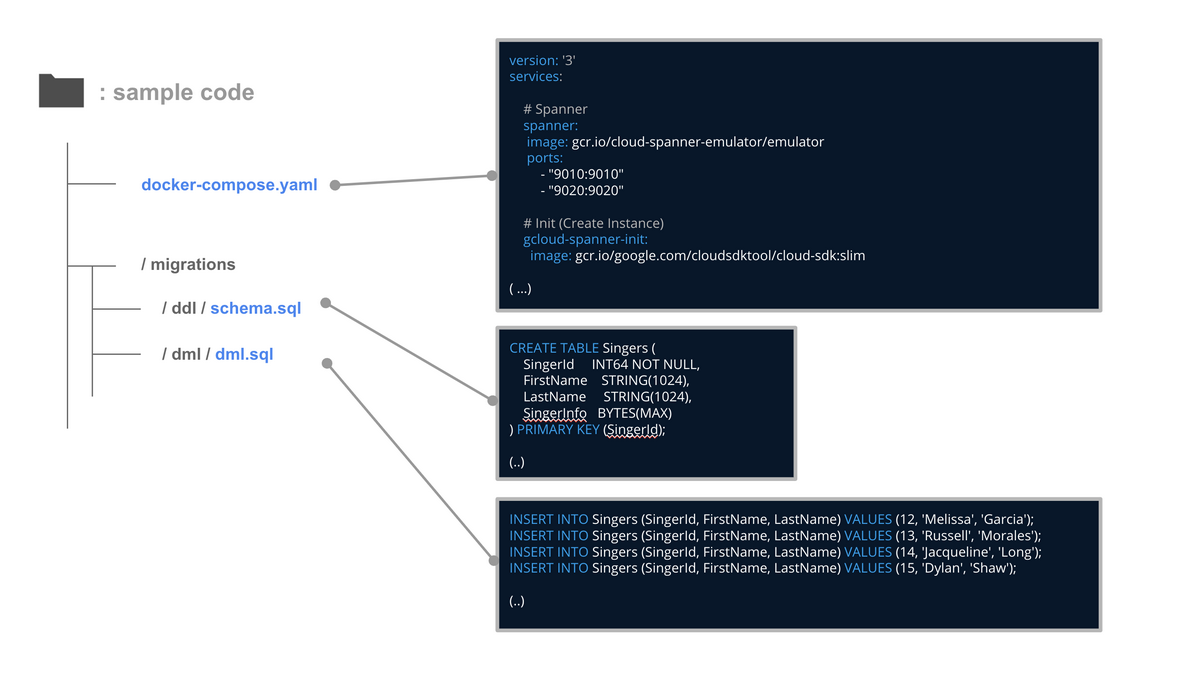 : sample code
docker-compose.yaml
/ migrations
/ ddl / schema.sql
/ dml / dml.sql
version: '3'
services:
# Spanner
spanner:
image: gcr.io/cloud-spanner-emulator/emulator
ports:
- "9010:9010"
- "9020:9020"
# Init (Create Instance)
gcloud-spanner-init:
image: gcr.io/google.com/cloudsdktool/cloud-sdk:slim
( ...)
CREATE TABLE Singers (
SingerId INT64 NOT NULL,
FirstName STRING(1024),
LastName STRING(1024),
SingerInfo BYTES(MAX)
) PRIMARY KEY (SingerId);
(..)
INSERT INTO Singers (SingerId, FirstName, LastName) VALUES (12, 'Melissa', 'Garcia');
INSERT INTO Singers (SingerId, FirstName, LastName) VALUES (13, 'Russell', 'Morales');
INSERT INTO Singers (SingerId, FirstName, LastName) VALUES (14, 'Jacqueline', 'Long');
INSERT INTO Singers (SingerId, FirstName, LastName) VALUES (15, 'Dylan', 'Shaw');
(..)